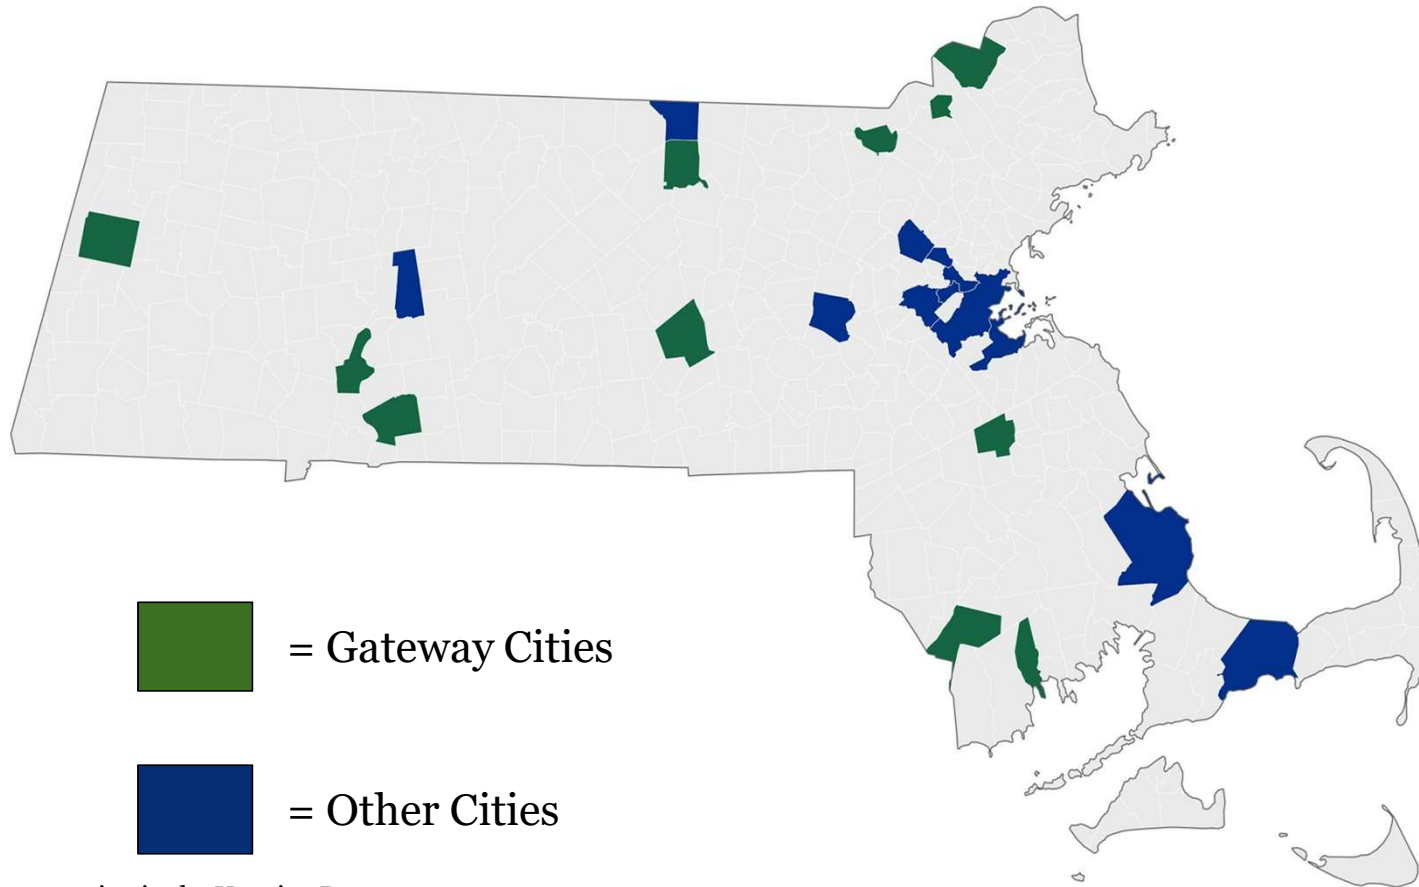 = Gateway Cities
= Other Cities